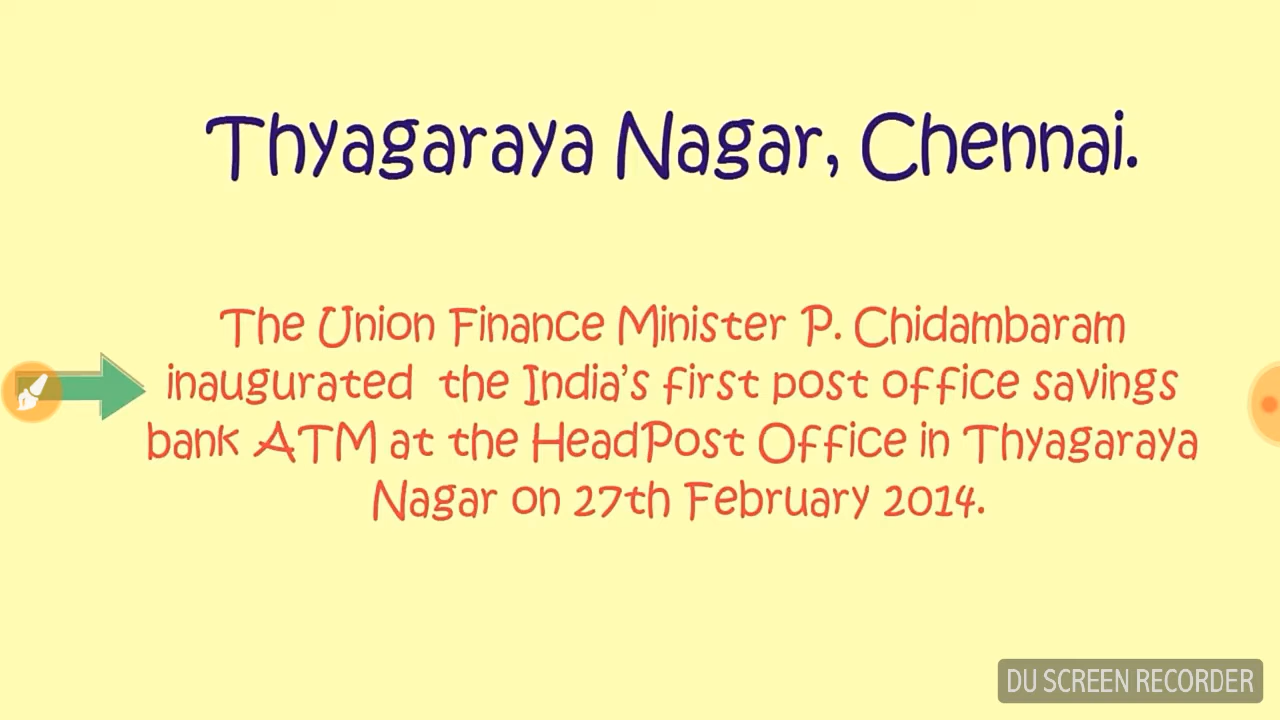 Thyagaraya Nagar, Chennai.
The Union Finance Minister P. Chidambaram
inaugurated the India's first post office savings
bank ATM at the HeadPost Office in Thyagaraya
Nagar on 27th February 2014.
DU SCREEN RECORDER